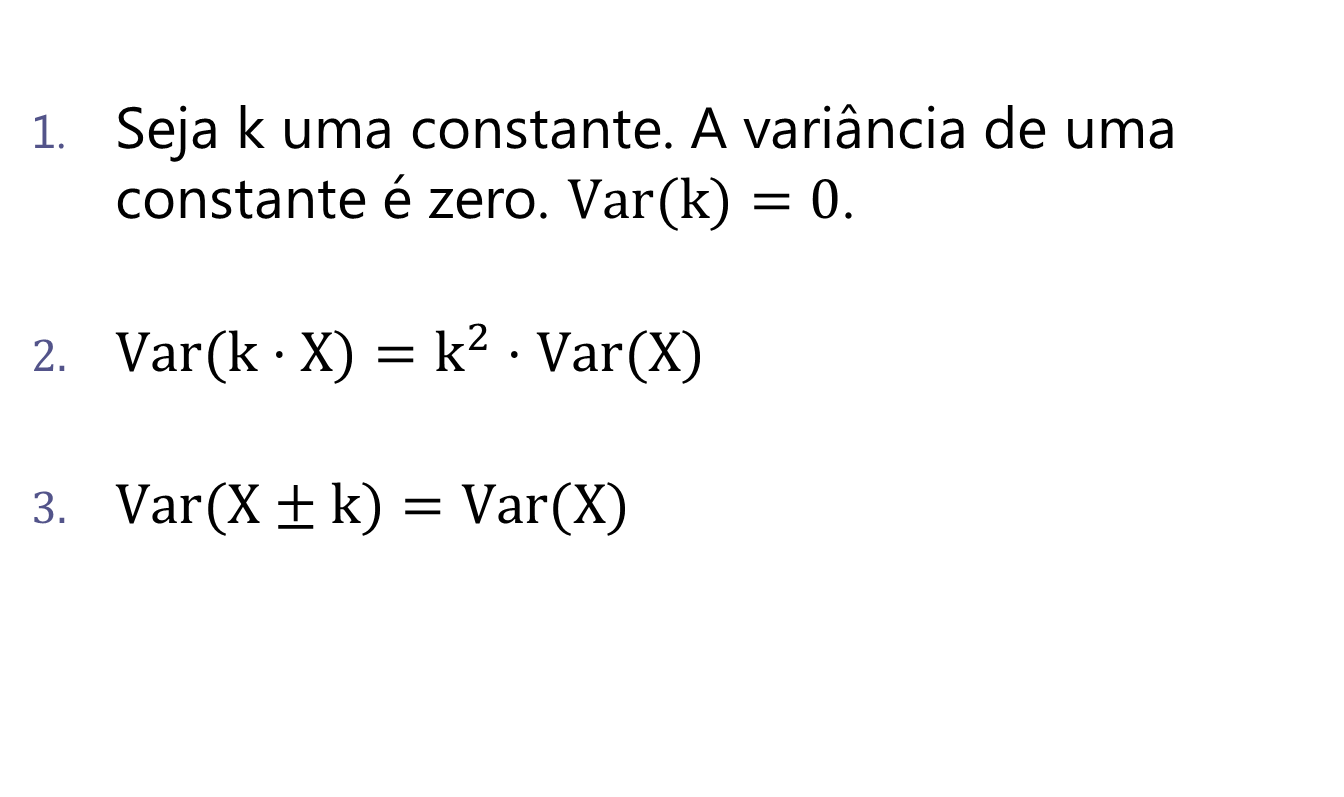 1. Seja k uma constante. A variância de uma
constante é zero. Var(k) = 0.
2. Var(k · X) = k² · Var(X)
3. Var(X ± k) = Var(X)